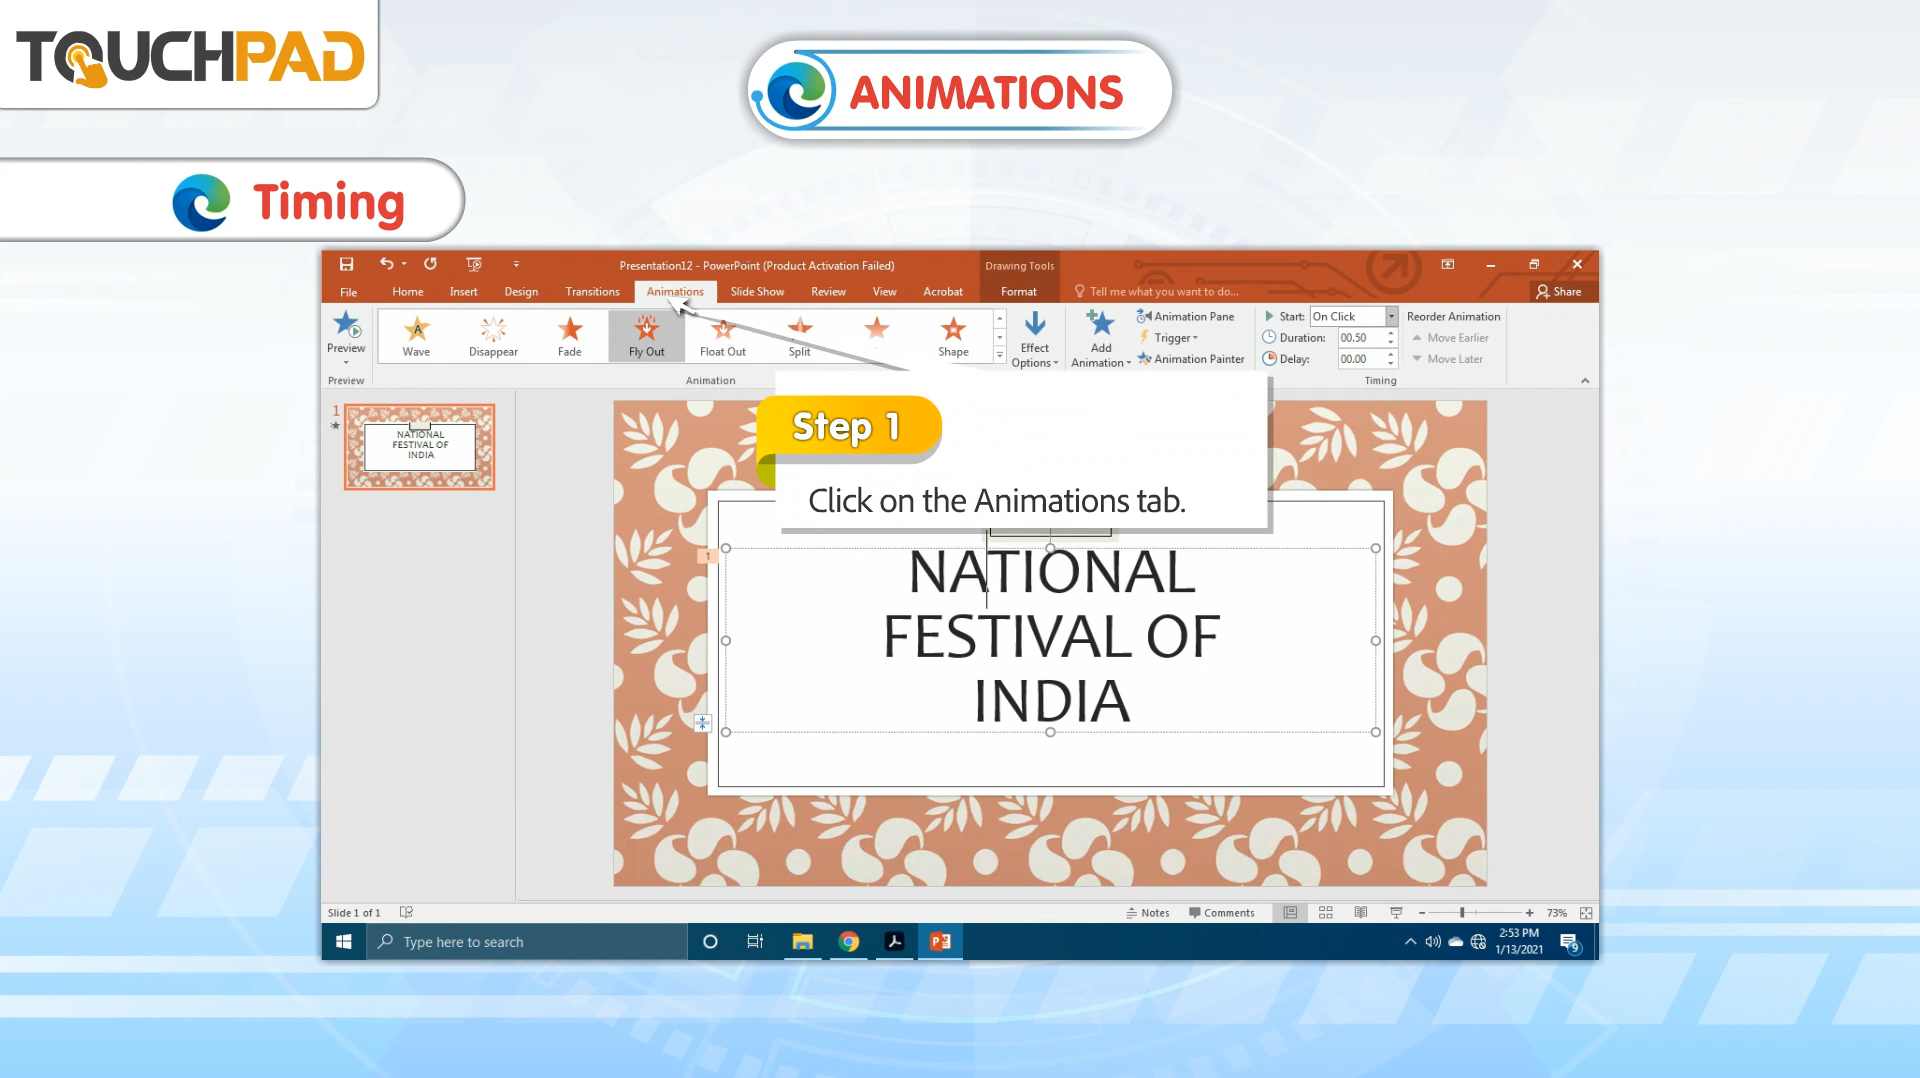 TOUCHPAD
ANIMATIONS
Timing
Presentation12 - PowerPoint (Product Activation Failed)
Drawing Tools
File Home Insert Design Transitions Animations Slide Show Review View Acrobat Format Tell me what you want to do... Share
Preview
Preview
A
Wave
Disappear
Fade
Fly Out
Float Out
Split
Shape
Animation
Effect
Options
Add
Animation
Animation Pane
Trigger
Animation Painter
Start: On Click
Duration: 00.50
Delay: 00.00
Reorder Animation
Move Earlier
Move Later
Timing
1
NATIONAL
FESTIVAL OF
INDIA
Step 1
Click on the Animations tab.
1
NATIONAL
FESTIVAL OF
INDIA
Slide 1 of 1
Notes Comments 73%
Type here to search
2:53 PM
1/13/2021
9